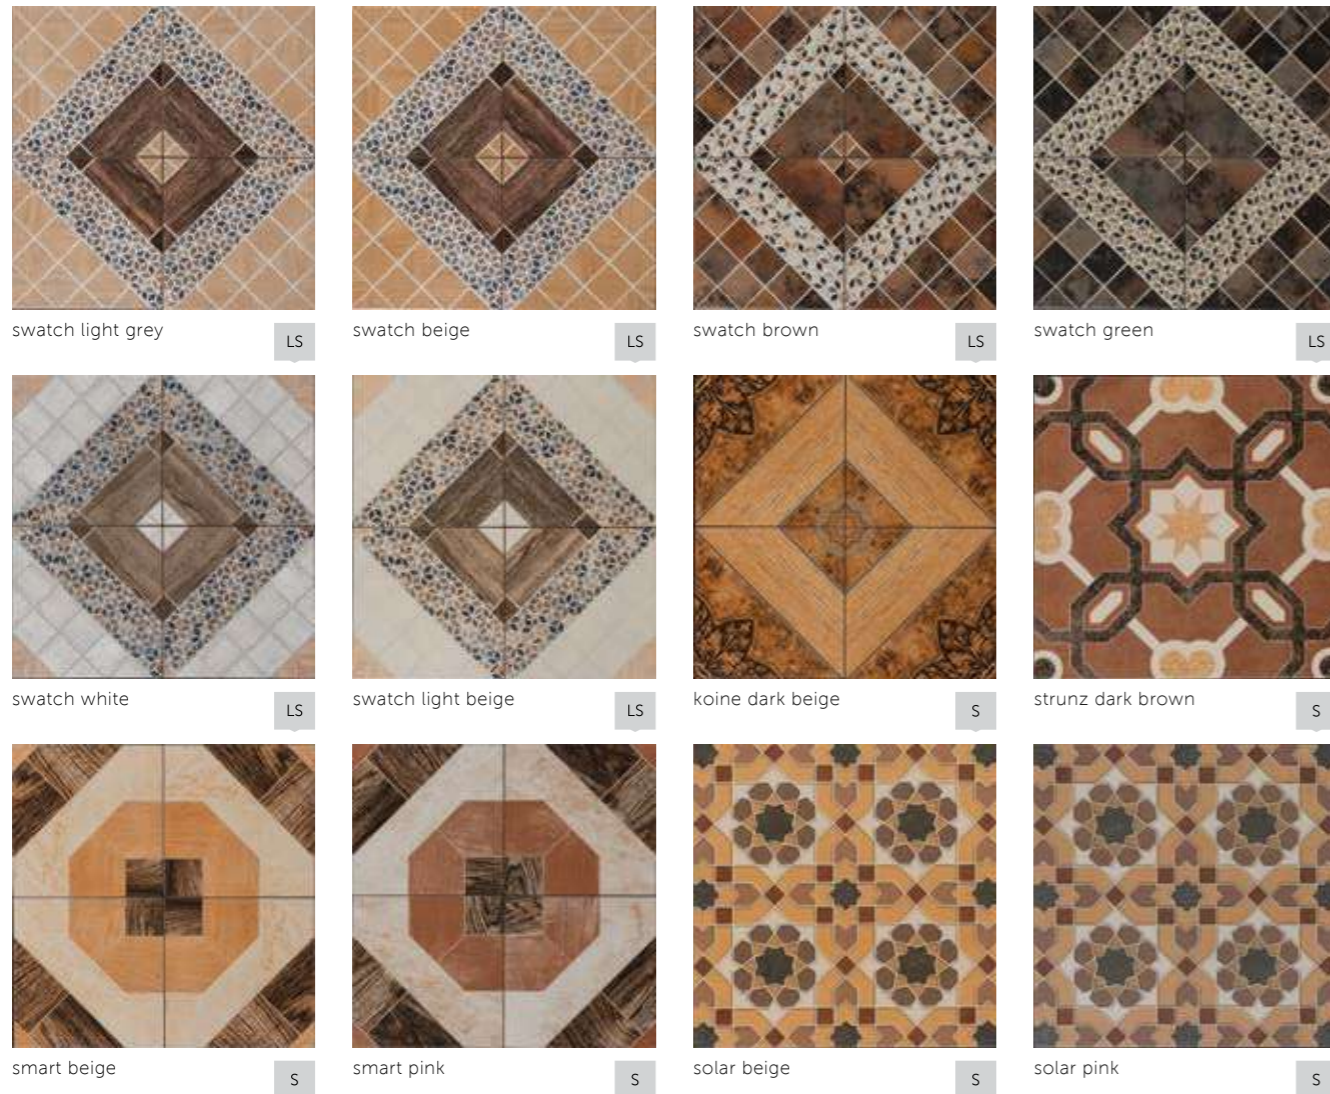 swatch light grey
LS
swatch beige
LS
swatch brown
LS
swatch green
LS
swatch white
LS
swatch light beige
LS
koine dark beige
S
strunz dark brown
S
smart beige
S
smart pink
S
solar beige
S
solar pink
S